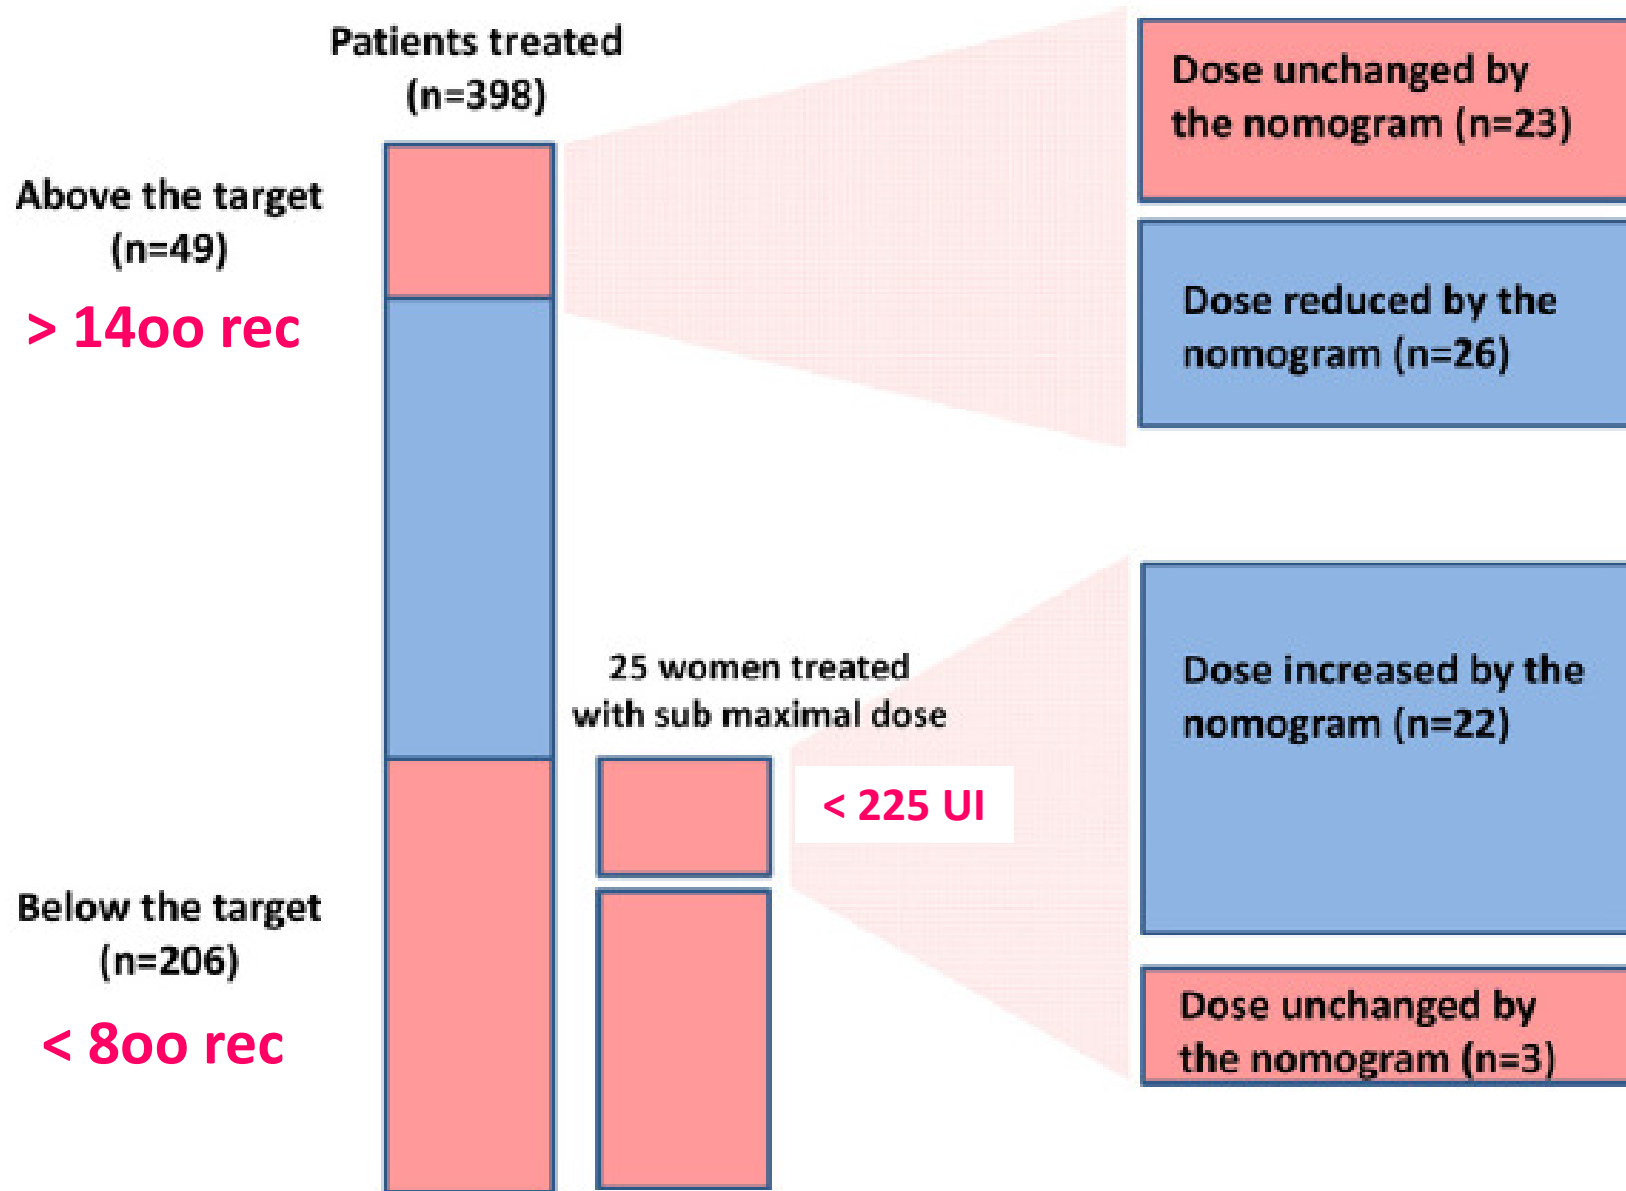 Patients treated
(n=398)
Above the target
(n=49)
> 14oo rec
Dose unchanged by
the nomogram (n=23)
Dose reduced by the
nomogram (n=26)
25 women treated
with sub maximal dose
< 225 UI
Dose increased by the
nomogram (n=22)
Below the target
(n=206)
< 8oo rec
Dose unchanged by
the nomogram (n=3)